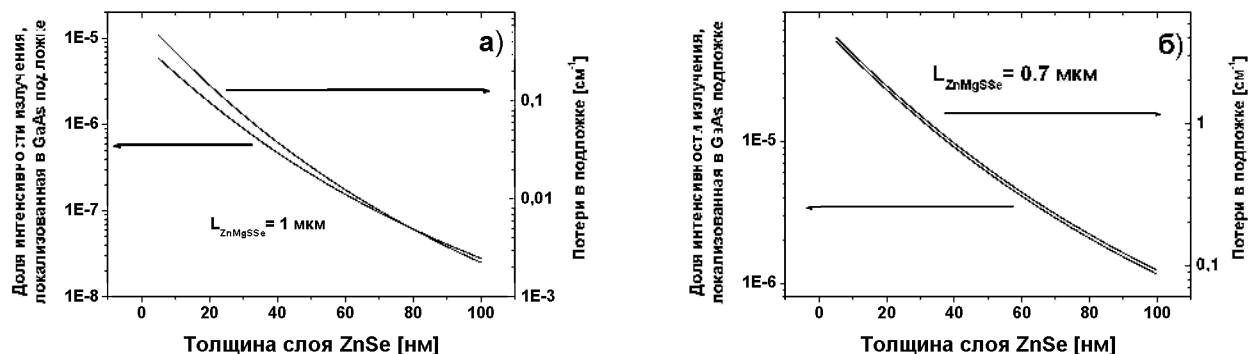 Доля интенсивности излучения,
локализованная в GaAs подложке
1E-5
1E-6
1E-7
1E-8
а)
L ZnMgSSe = 1 мкм
0,1
0,01
1E-3
Потери в подложке [см-1]
0 20 40 60 80 100
Толщина слоя ZnSe [нм]
Доля интенсивности излучения,
локализованная в GaAs подложке
1E-5
1E-6
б)
L ZnMgSSe = 0.7 мкм
1
0,1
Потери в подложке [см-1]
0 20 40 60 80 100
Толщина слоя ZnSe [нм]